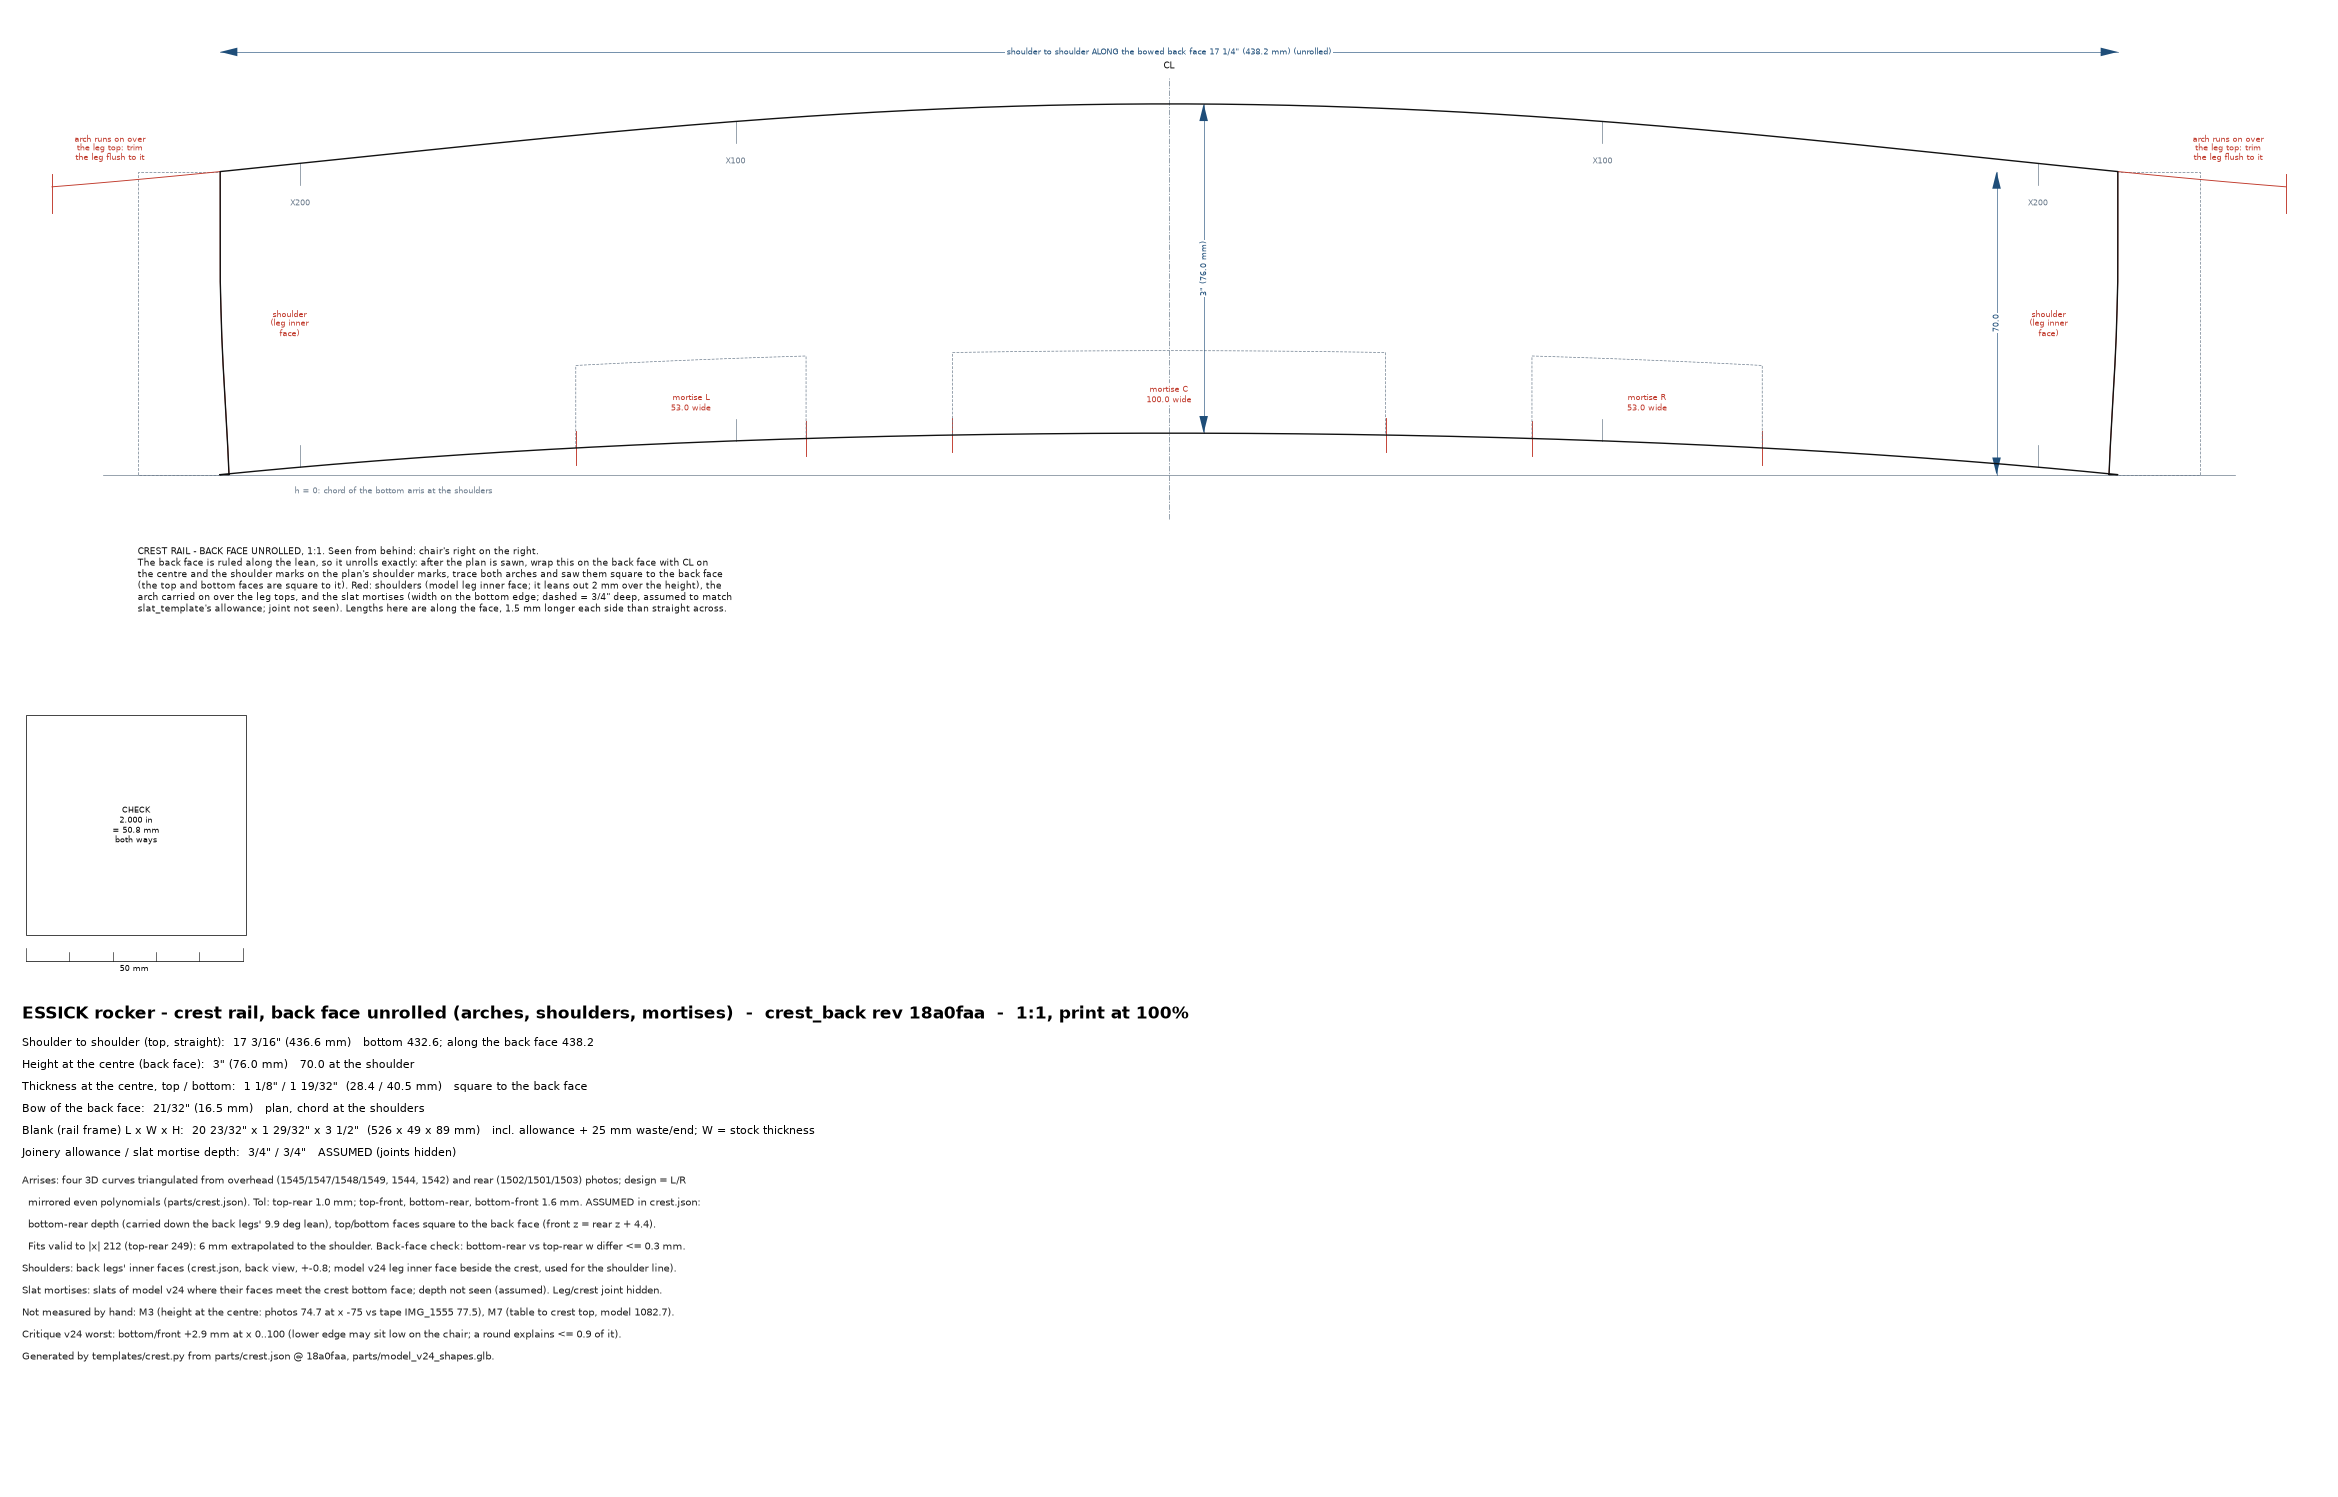 shoulder to shoulder ALONG the bowed back face 17 1/4" (438.2 mm) (unrolled)
CL
arch runs on over
the leg top: trim
the leg flush to it
arch runs on over
the leg top: trim
the leg flush to it
X200
X100
X100
X200
3" (76.0 mm)
70.0
shoulder
(leg inner
face)
shoulder
(leg inner
face)
mortise L
53.0 wide
mortise C
100.0 wide
mortise R
53.0 wide
h = 0: chord of the bottom arris at the shoulders
CREST RAIL - BACK FACE UNROLLED, 1:1. Seen from behind: chair's right on the right.
The back face is ruled along the lean, so it unrolls exactly: after the plan is sawn, wrap this on the back face with CL on
the centre and the shoulder marks on the plan's shoulder marks, trace both arches and saw them square to the back face
(the top and bottom faces are square to it). Red: shoulders (model leg inner face; it leans out 2 mm over the height), the
arch carried on over the leg tops, and the slat mortises (width on the bottom edge; dashed = 3/4" deep, assumed to match
slat_template's allowance; joint not seen). Lengths here are along the face, 1.5 mm longer each side than straight across.
CHECK
2.000 in
= 50.8 mm
both ways
50 mm
ESSICK rocker - crest rail, back face unrolled (arches, shoulders, mortises)  -  crest_back rev 18a0faa  -  1:1, print at 100%
Shoulder to shoulder (top, straight):  17 3/16" (436.6 mm)   bottom 432.6; along the back face 438.2
Height at the centre (back face):  3" (76.0 mm)   70.0 at the shoulder
Thickness at the centre, top / bottom:  1 1/8" / 1 19/32"  (28.4 / 40.5 mm)   square to the back face
Bow of the back face:  21/32" (16.5 mm)   plan, chord at the shoulders
Blank (rail frame) L x W x H:  20 23/32" x 1 29/32" x 3 1/2"  (526 x 49 x 89 mm)   incl. allowance + 25 mm waste/end; W = stock thickness
Joinery allowance / slat mortise depth:  3/4" / 3/4"   ASSUMED (joints hidden)
Arrises: four 3D curves triangulated from overhead (1545/1547/1548/1549, 1544, 1542) and rear (1502/1501/1503) photos; design = L/R
mirrored even polynomials (parts/crest.json). Tol: top-rear 1.0 mm; top-front, bottom-rear, bottom-front 1.6 mm. ASSUMED in crest.json:
bottom-rear depth (carried down the back legs' 9.9 deg lean), top/bottom faces square to the back face (front z = rear z + 4.4).
Fits valid to |x| 212 (top-rear 249): 6 mm extrapolated to the shoulder. Back-face check: bottom-rear vs top-rear w differ <= 0.3 mm.
Shoulders: back legs' inner faces (crest.json, back view, +-0.8; model v24 leg inner face beside the crest, used for the shoulder line).
Slat mortises: slats of model v24 where their faces meet the crest bottom face; depth not seen (assumed). Leg/crest joint hidden.
Not measured by hand: M3 (height at the centre: photos 74.7 at x -75 vs tape IMG_1555 77.5), M7 (table to crest top, model 1082.7).
Critique v24 worst: bottom/front +2.9 mm at x 0..100 (lower edge may sit low on the chair; a round explains <= 0.9 of it).
Generated by templates/crest.py from parts/crest.json @ 18a0faa, parts/model_v24_shapes.glb.